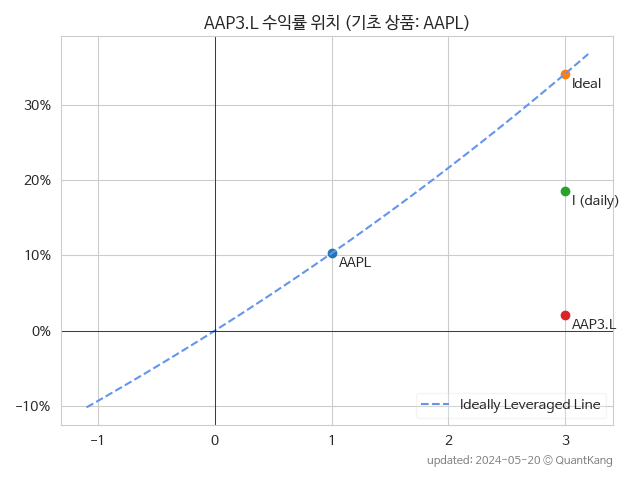 AAP3.L 수익률 위치 (기초 상품: AAPL)
30%
20%
10%
0%
−10%
Ideal
I (daily)
AAPL
AAP3.L
Ideally Leveraged Line
−1
0
1
2
3
updated: 2024-05-20 © QuantKang